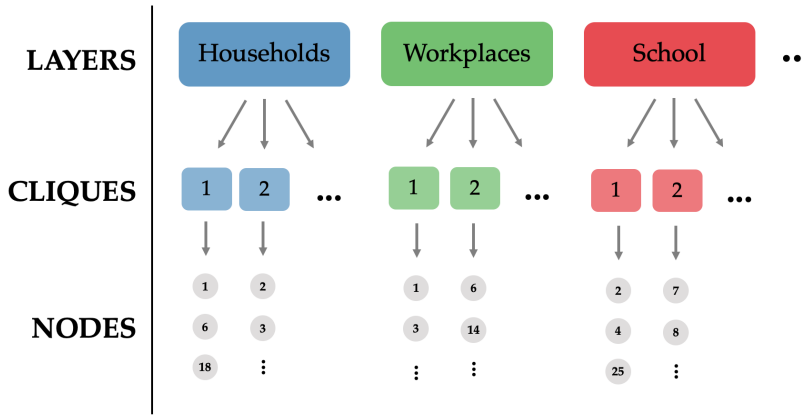 LAYERS Households Workplaces School ..
CLIQUES 1 2 ... 1 2 ... 1 2 ...
1 2 1 6 2 7
NODES 6 3 3 14 4 8
18 ⋮ ⋮ ⋮ 25 ⋮